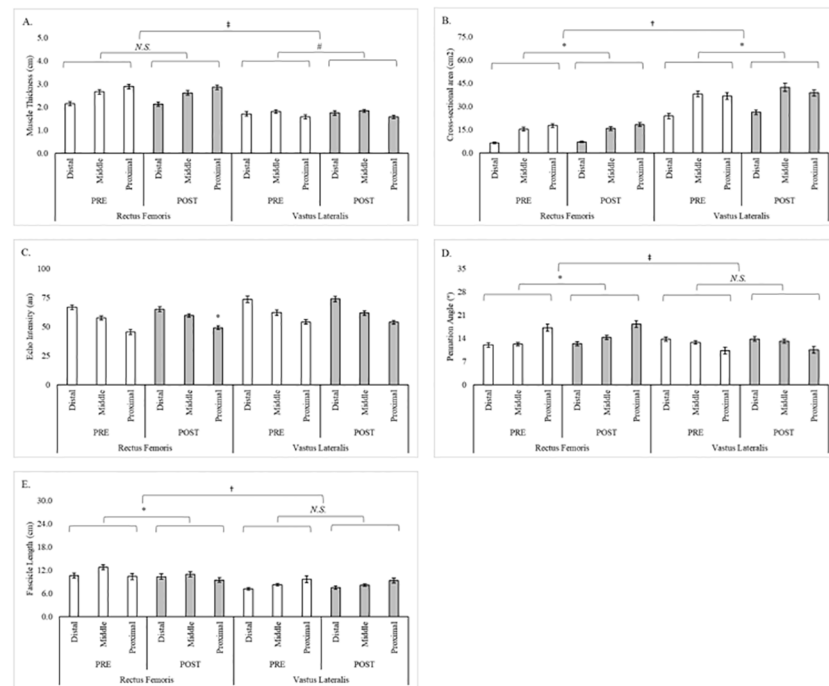 A.
‡
N.S.
#
Muscle Thickness (cm)
5.0
4.0
3.0
2.0
1.0
0.0
Distal Middle Proximal Distal Middle Proximal Distal Middle Proximal Distal Middle Proximal
PRE POST PRE POST
Rectus Femoris Vastus Lateralis
B.
†
* *
Cross-sectional area (cm2)
75.0
60.0
45.0
30.0
15.0
0.0
Distal Middle Proximal Distal Middle Proximal Distal Middle Proximal Distal Middle Proximal
PRE POST PRE POST
Rectus Femoris Vastus Lateralis
C.
Echo Intensity (au)
100
75
50
25
0
*
Distal Middle Proximal Distal Middle Proximal Distal Middle Proximal Distal Middle Proximal
PRE POST PRE POST
Rectus Femoris Vastus Lateralis
D.
‡
* N.S.
Pennation Angle (°)
35
28
21
14
7
0
Distal Middle Proximal Distal Middle Proximal Distal Middle Proximal Distal Middle Proximal
PRE POST PRE POST
Rectus Femoris Vastus Lateralis
E.
†
* N.S.
Fascicle Length (cm)
30.0
24.0
18.0
12.0
6.0
0.0
Distal Middle Proximal Distal Middle Proximal Distal Middle Proximal Distal Middle Proximal
PRE POST PRE POST
Rectus Femoris Vastus Lateralis